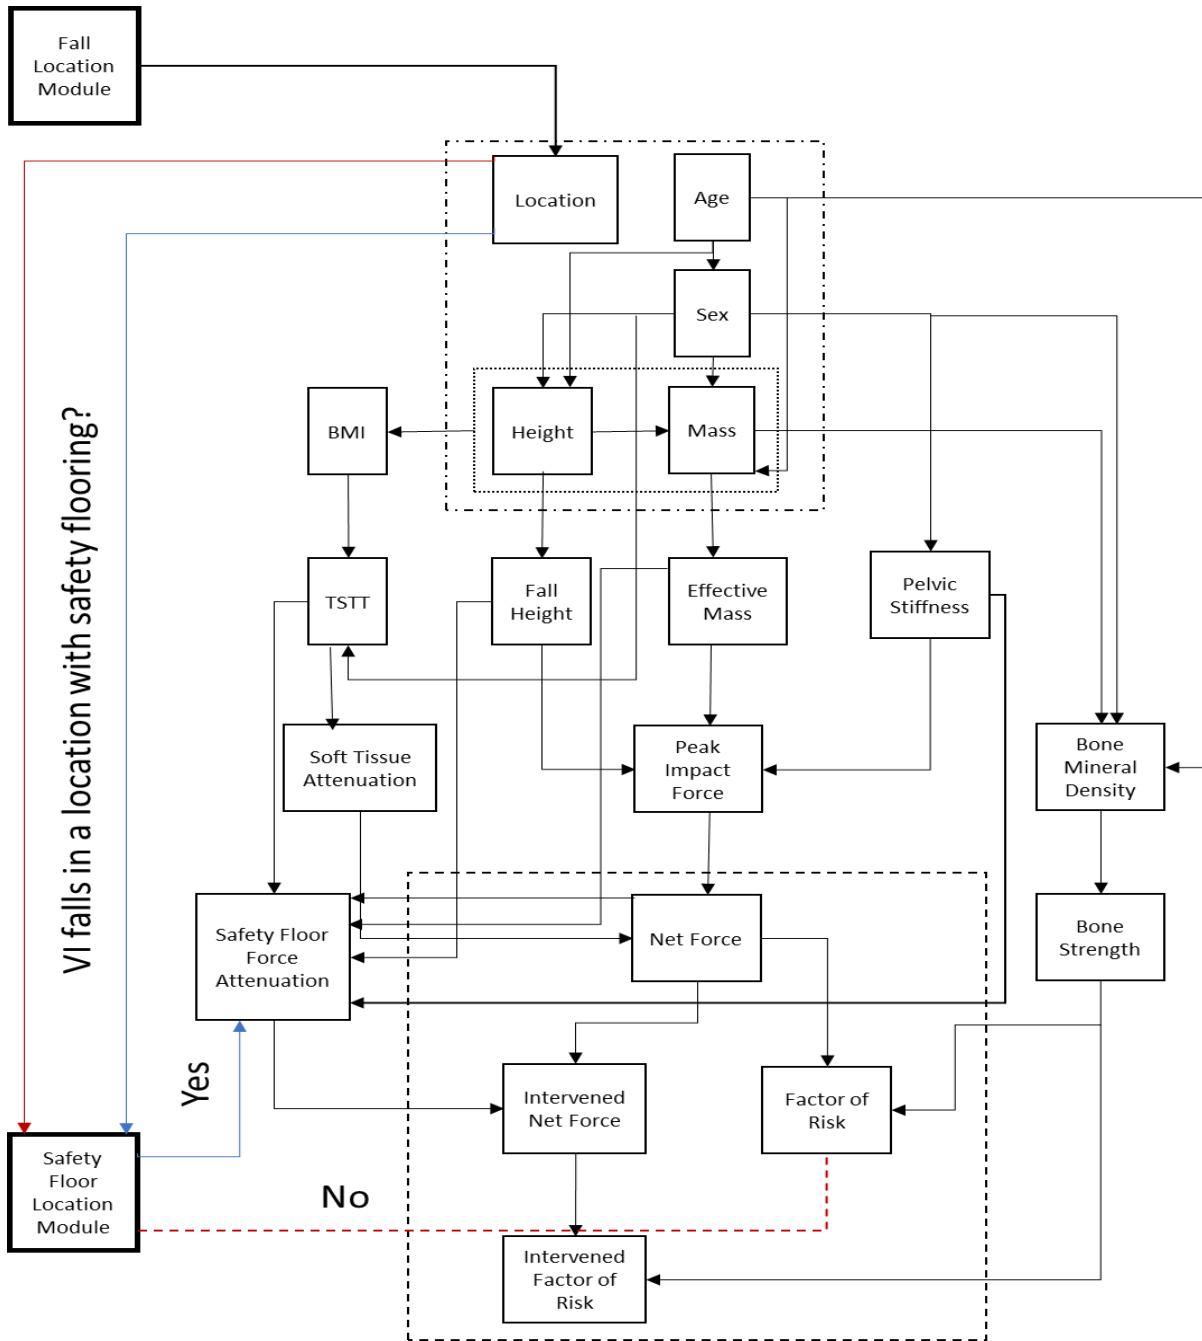 Fall
Location
Module
Location
Age
Sex
BMI
Height
Mass
VI falls in a location with safety flooring?
TSTT
Fall
Height
Effective
Mass
Pelvic
Stiffness
Soft Tissue
Attenuation
Peak
Impact
Force
Bone
Mineral
Density
Safety Floor
Force
Attenuation
Net Force
Bone
Strength
Yes
Intervened
Net Force
Factor of
Risk
Safety
Floor
Location
Module
No
Intervened
Factor of
Risk